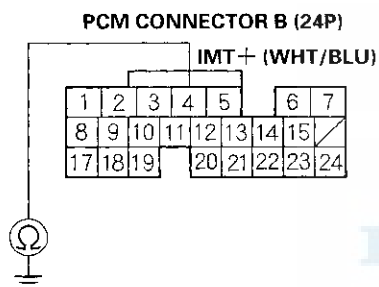 PCM CONNECTOR B (24P)
IMT+ (WHT/BLU)
1 2 3 4 5 6 7
8 9 10 11 12 13 14 15
17 18 19 20 21 22 23 24
Ω